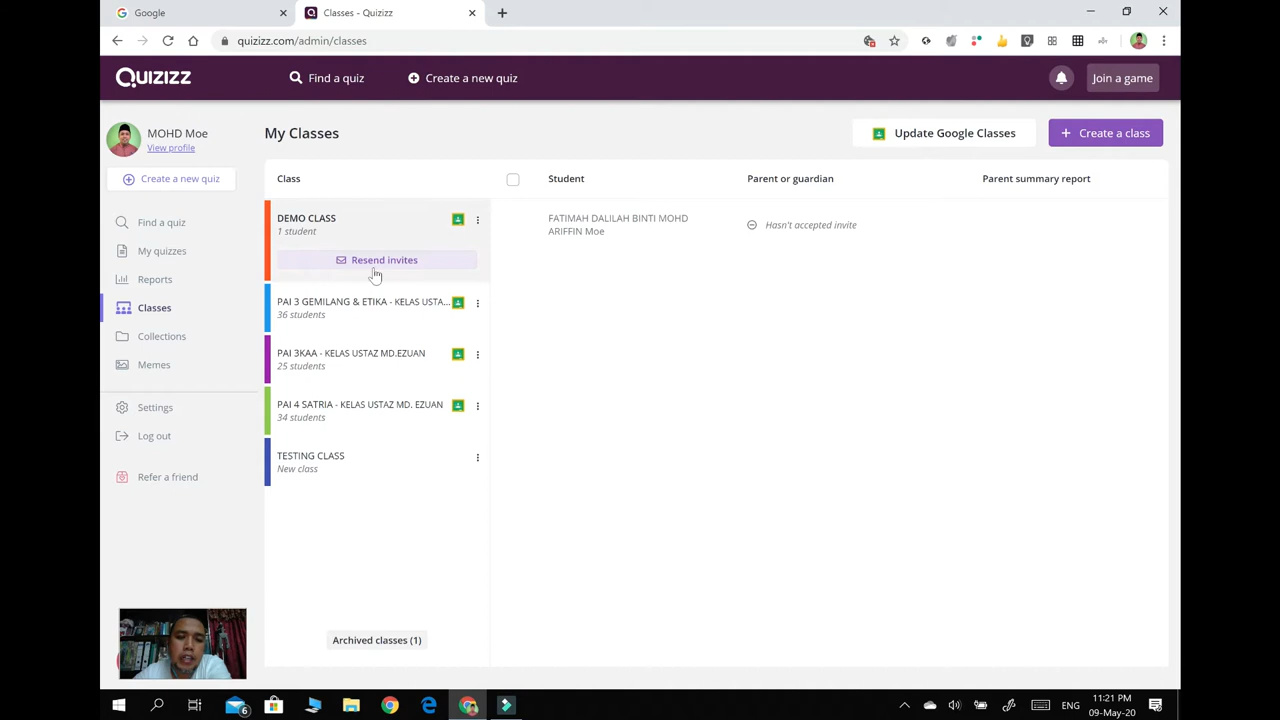 Google
Classes - Quizizz
quizizz.com/admin/classes
QUIZIZZ
Find a quiz
Create a new quiz
Join a game
MOHD Moe
View profile
Create a new quiz
Find a quiz
My quizzes
Reports
Classes
Collections
Memes
Settings
Log out
Refer a friend
My Classes
Update Google Classes
Create a class
Class
Student
Parent or guardian
Parent summary report
DEMO CLASS
1 student
Resend invites
FATIMAH DALILAH BINTI MOHD
ARIFFIN Moe
Hasn't accepted invite
PAI 3 GEMILANG & ETIKA - KELAS USTA...
36 students
PAI 3KAA - KELAS USTAZ MD.EZUAN
25 students
PAI 4 SATRIA - KELAS USTAZ MD. EZUAN
34 students
TESTING CLASS
New class
Archived classes (1)
6
ENG
11:21 PM
09-May-20